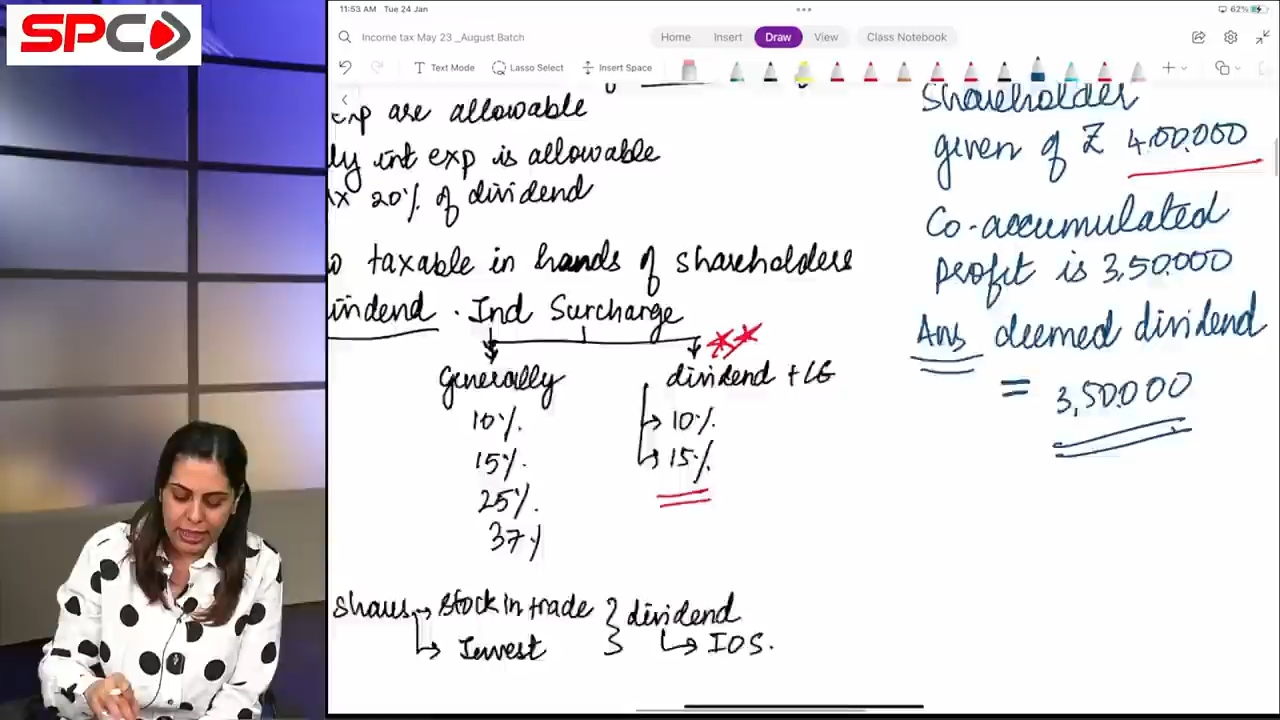 SPC
11:53 AM Tue 24 Jan
62%
Income tax May 23 _August Batch
Home Insert Draw View Class Notebook
Text Mode Lasso Select Insert Space
exp are allowable
ly int exp is allowable
x 20% of dividend
o taxable in hands of shareholders
indend . Ind Surcharge
Generally
10%.
15%.
25%.
37%
dividend + CG
10%.
15%.
Shares → Stock in trade
Invest
dividend
IOS.
Shareholder
given of ₹ 4,00,000
Co-accumulated
profit is 3,50,000
Ans deemed dividend
= 3,50,000